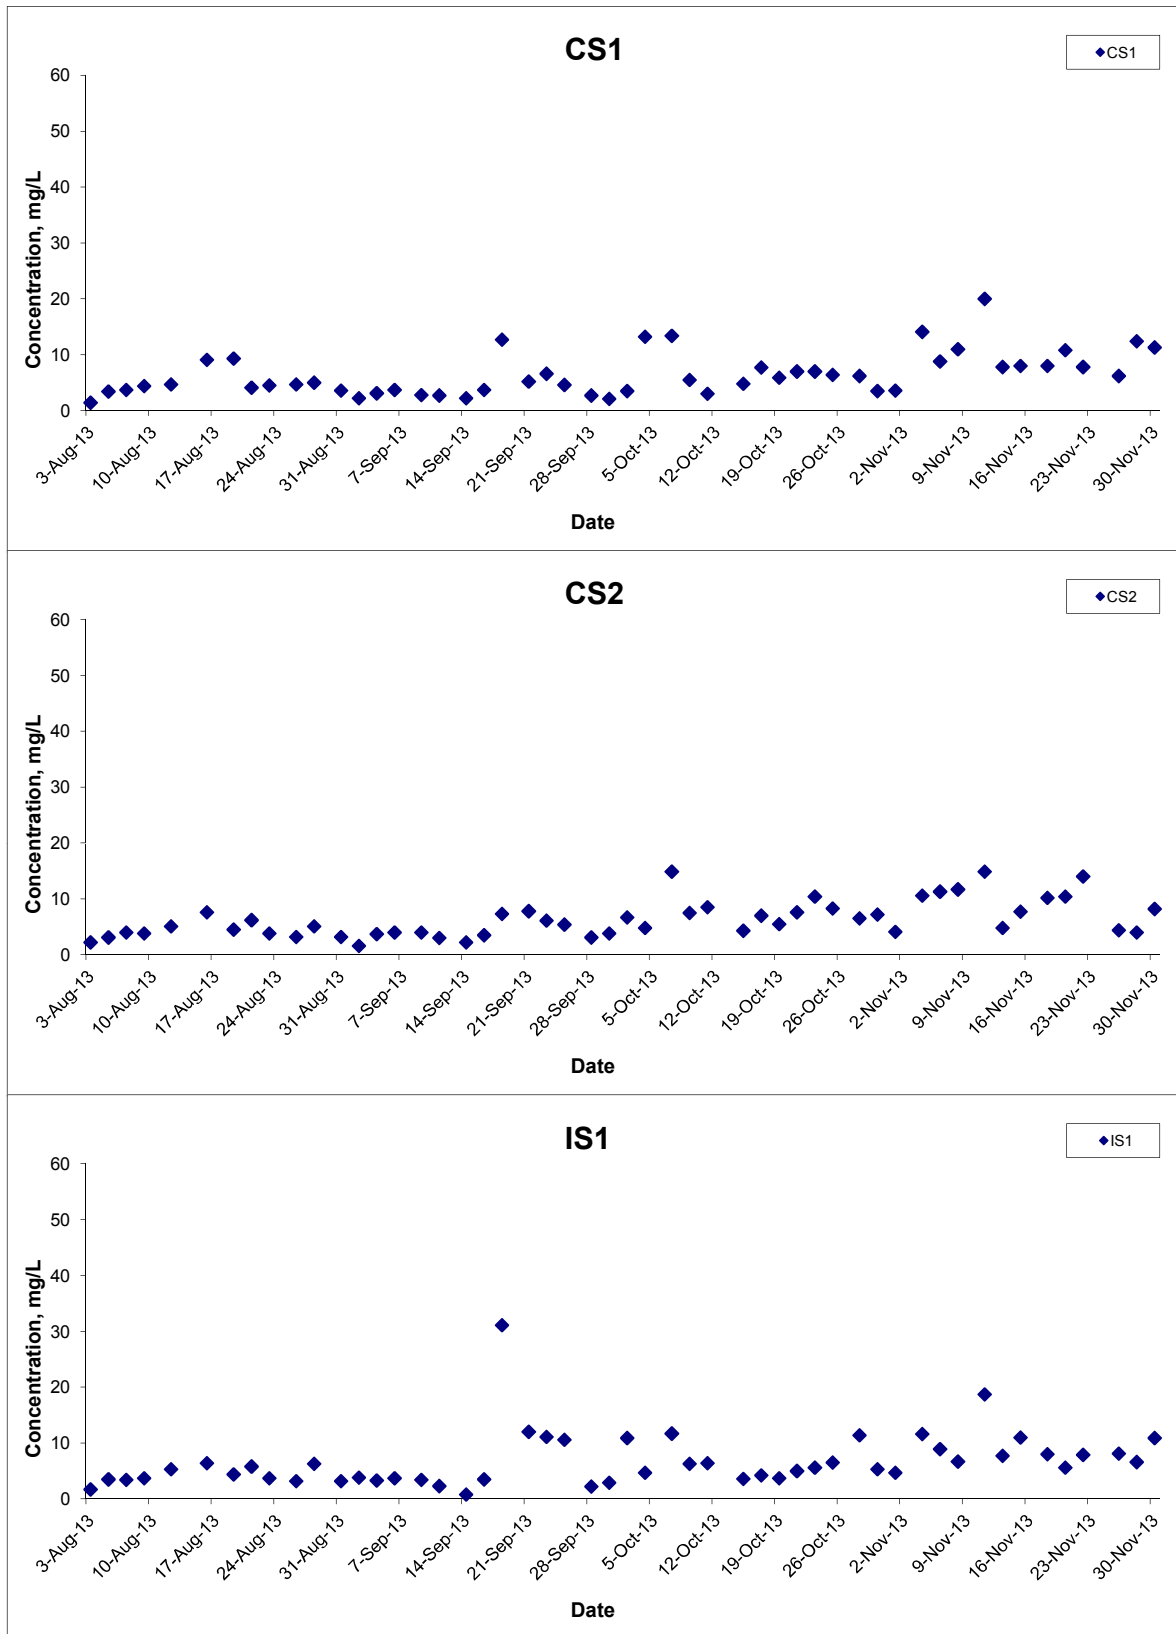 CS1
CS1
Concentration, mg/L
60
50
40
30
20
10
0
3-Aug-13
10-Aug-13
17-Aug-13
24-Aug-13
31-Aug-13
7-Sep-13
14-Sep-13
21-Sep-13
28-Sep-13
5-Oct-13
12-Oct-13
19-Oct-13
26-Oct-13
2-Nov-13
9-Nov-13
16-Nov-13
23-Nov-13
30-Nov-13
Date
CS2
CS2
Concentration, mg/L
60
50
40
30
20
10
0
3-Aug-13
10-Aug-13
17-Aug-13
24-Aug-13
31-Aug-13
7-Sep-13
14-Sep-13
21-Sep-13
28-Sep-13
5-Oct-13
12-Oct-13
19-Oct-13
26-Oct-13
2-Nov-13
9-Nov-13
16-Nov-13
23-Nov-13
30-Nov-13
Date
IS1
IS1
Concentration, mg/L
60
50
40
30
20
10
0
3-Aug-13
10-Aug-13
17-Aug-13
24-Aug-13
31-Aug-13
7-Sep-13
14-Sep-13
21-Sep-13
28-Sep-13
5-Oct-13
12-Oct-13
19-Oct-13
26-Oct-13
2-Nov-13
9-Nov-13
16-Nov-13
23-Nov-13
30-Nov-13
Date